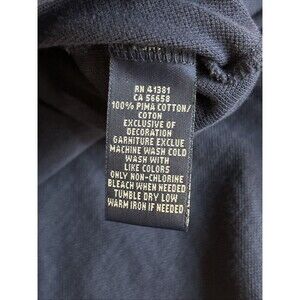 RN 41381
CA 56658
100% PIMA COTTON/
COTON
EXCLUSIVE OF
DECORATION
GARNITURE EXCLUE
MACHINE WASH COLD
WASH WITH
LIKE COLORS
ONLY NON-CHLORINE
BLEACH WHEN NEEDED
TUMBLE DRY LOW
WARM IRON IF NEEDED